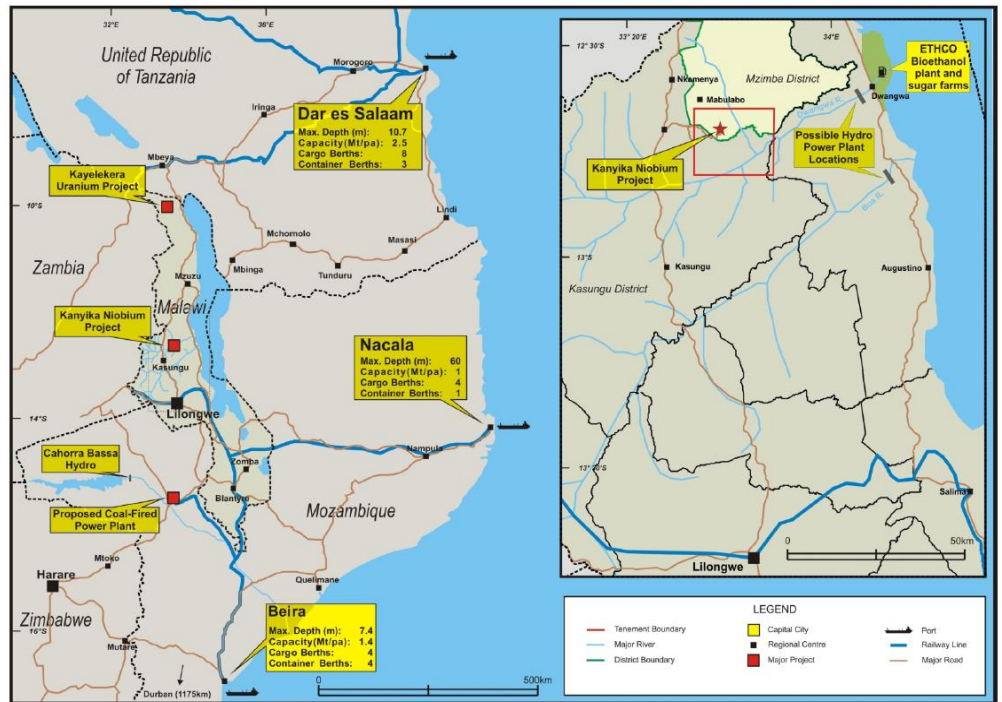 32°E
36°E
United Republic
of Tanzania
Morogoro
Iringa
Dar es Salaam
Max. Depth (m): 10.7
Capacity(Mt/pa): 2.5
Cargo Berths: 8
Container Berths: 3
Mbeya
Kayelekera
Uranium Project
10°S
Lindi
Mchomolo
Masasi
Mbinga
Tunduru
Zambia
Mzuzu
Malawi
Kanyika Niobium
Project
Kasungu
Nacala
Max. Depth (m): 60
Capacity(Mt/pa): 1
Cargo Berths: 4
Container Berths: 1
14°S
Lilongwe
Nampula
Cahorra Bassa
Hydro
Zomba
Blantyre
Proposed Coal-Fired
Power Plant
Mozambique
Mtoko
Harare
Quelimane
Zimbabwe
Beira
Max. Depth (m): 7.4
Capacity(Mt/pa): 1.4
Cargo Berths: 4
Container Berths: 4
16°S
Mutare
Durban (1175km)
0
500km
12° 30'S
33° 20'E
34°E
ETHCO
Bioethanol
plant and
sugar farms
Nkamenya
Mzimba District
Mabulabo
Dwangwa
Dwangwa R.
Possible Hydro
Power Plant
Locations
Kanyika Niobium
Project
Bua R.
13°S
Kasungu
Augustino
Kasungu District
13° 30'S
Salima
0
50km
Lilongwe
LEGEND
Tenement Boundary
Capital City
Port
Major River
Regional Centre
Railway Line
District Boundary
Major Project
Major Road